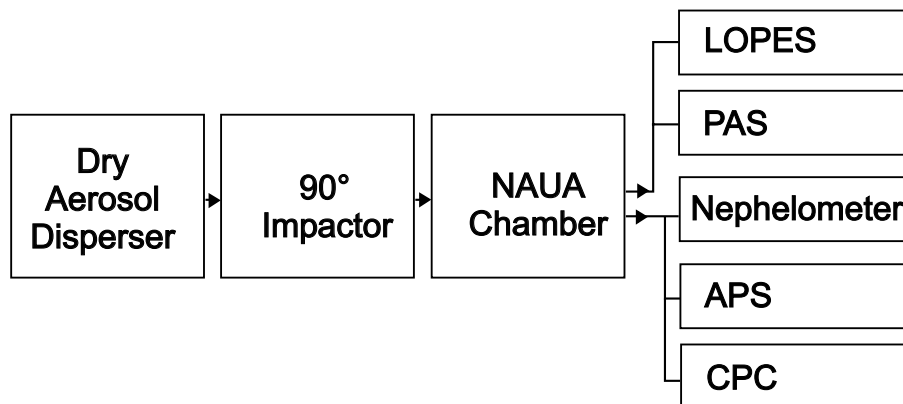 Dry
Aerosol
Disperser
90°
Impactor
NAUA
Chamber
LOPES
PAS
Nephelometer
APS
CPC